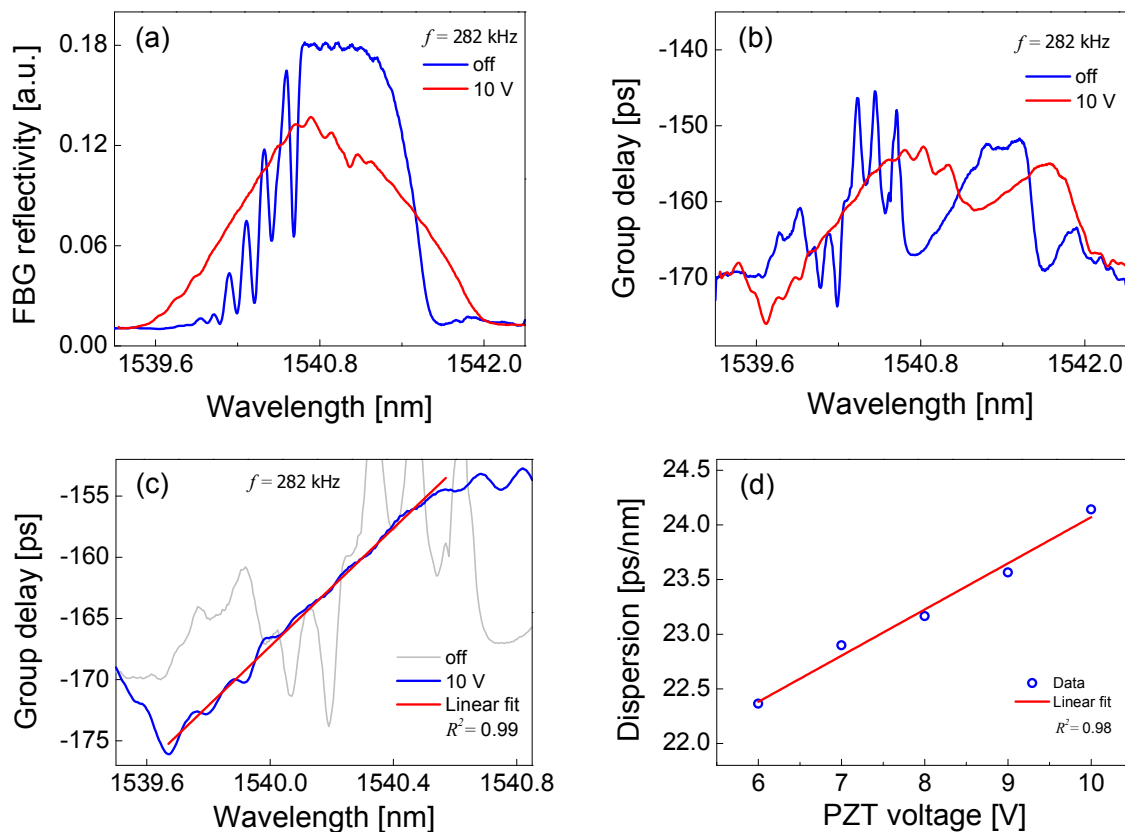 (a)
f = 282 kHz
off
10 V
0.18
0.12
0.06
0.00
FBG reflectivity [a.u.]
1539.6
1540.8
1542.0
Wavelength [nm]
(b)
f = 282 kHz
off
10 V
-140
-150
-160
-170
Group delay [ps]
1539.6
1540.8
1542.0
Wavelength [nm]
(c)
f = 282 kHz
-155
-160
-165
-170
-175
Group delay [ps]
off
10 V
Linear fit
R² = 0.99
1539.6
1540.0
1540.4
1540.8
Wavelength [nm]
(d)
24.5
24.0
23.5
23.0
22.5
22.0
Dispersion [ps/nm]
Data
Linear fit
R² = 0.98
6
7
8
9
10
PZT voltage [V]